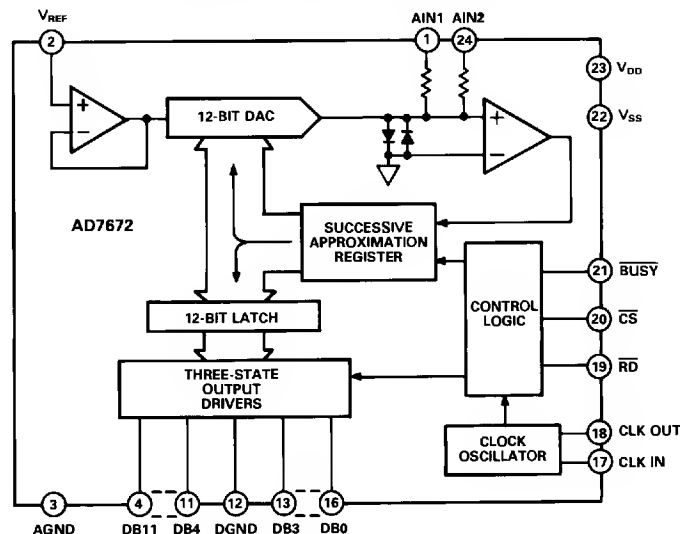 VREF
AIN1 AIN2
2
1 24
23 VDD
12-BIT DAC
22 VSS
+
−
+
−
AD7672
SUCCESSIVE
APPROXIMATION
REGISTER
CONTROL
LOGIC
21 BUSY
20 CS
19 RD
12-BIT LATCH
THREE-STATE
OUTPUT
DRIVERS
CLOCK
OSCILLATOR
18 CLK OUT
17 CLK IN
3 4 11 12 13 16
AGND DB11 DB4 DGND DB3 DB0